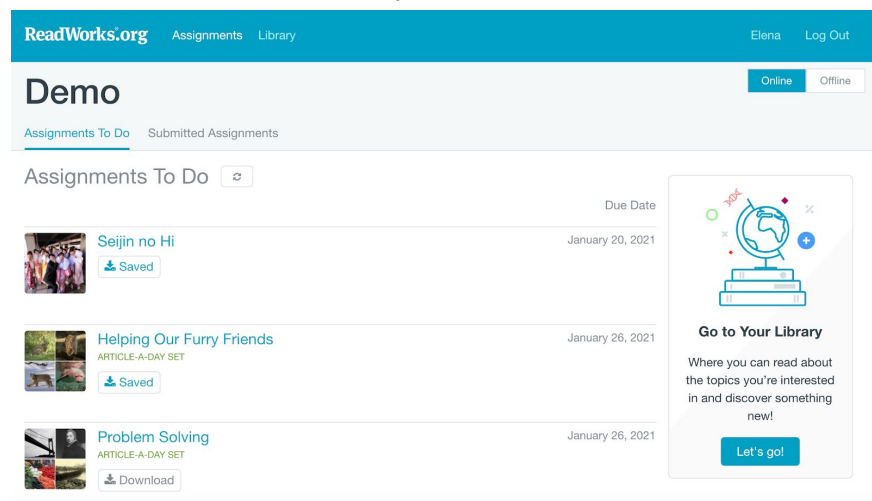 ReadWorks.org Assignments Library Elena Log Out
Demo
Online Offline
Assignments To Do Submitted Assignments
Assignments To Do
Due Date
Seijin no Hi January 20, 2021
Saved
Helping Our Furry Friends January 26, 2021
ARTICLE-A-DAY SET
Saved
Problem Solving January 26, 2021
ARTICLE-A-DAY SET
Download
Go to Your Library
Where you can read about
the topics you're interested
in and discover something
new!
Let's go!